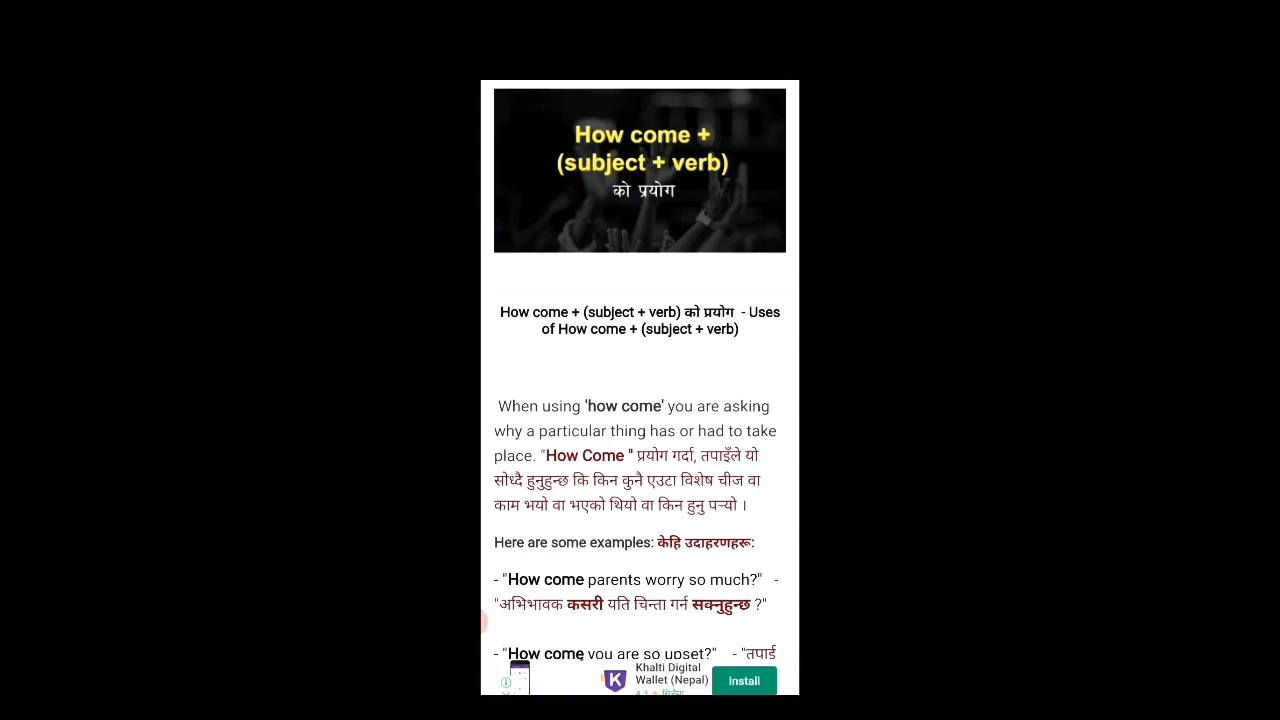 How come +
(subject + verb)
को प्रयोग
How come + (subject + verb) को प्रयोग - Uses
of How come + (subject + verb)
When using 'how come' you are asking
why a particular thing has or had to take
place. "How Come " प्रयोग गर्दा, तपाइँले यो
सोध्दै हुनुहुन्छ कि किन कुनै एउटा विशेष चीज वा
काम भयो वा भएको थियो वा किन हुनु पऱ्यो ।
Here are some examples: केहि उदाहरणहरू:
- "How come parents worry so much?" -
"अभिभावक कसरी यति चिन्ता गर्न सक्नुहुन्छ ?"
- "How come you are so upset?" - "तपाईं
Khalti Digital
Wallet (Nepal)
Install
4.3